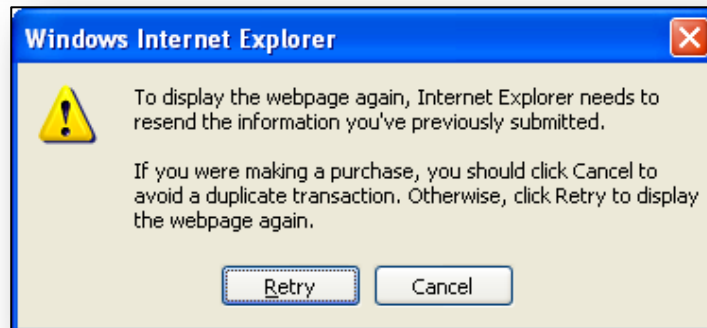 Windows Internet Explorer
To display the webpage again, Internet Explorer needs to
resend the information you've previously submitted.
If you were making a purchase, you should click Cancel to
avoid a duplicate transaction. Otherwise, click Retry to display
the webpage again.
Retry Cancel